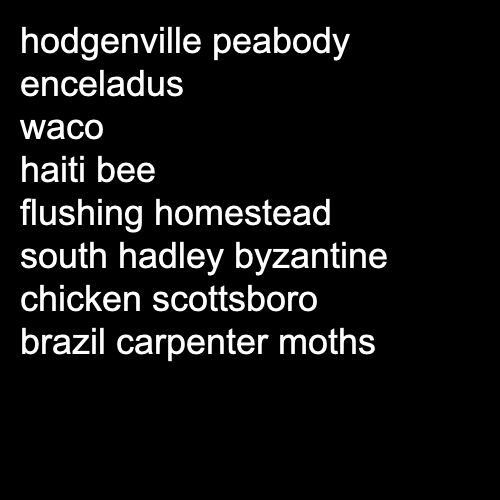 hodgenville peabody
enceladus
waco
haiti bee
flushing homestead
south hadley byzantine
chicken scottsboro
brazil carpenter moths